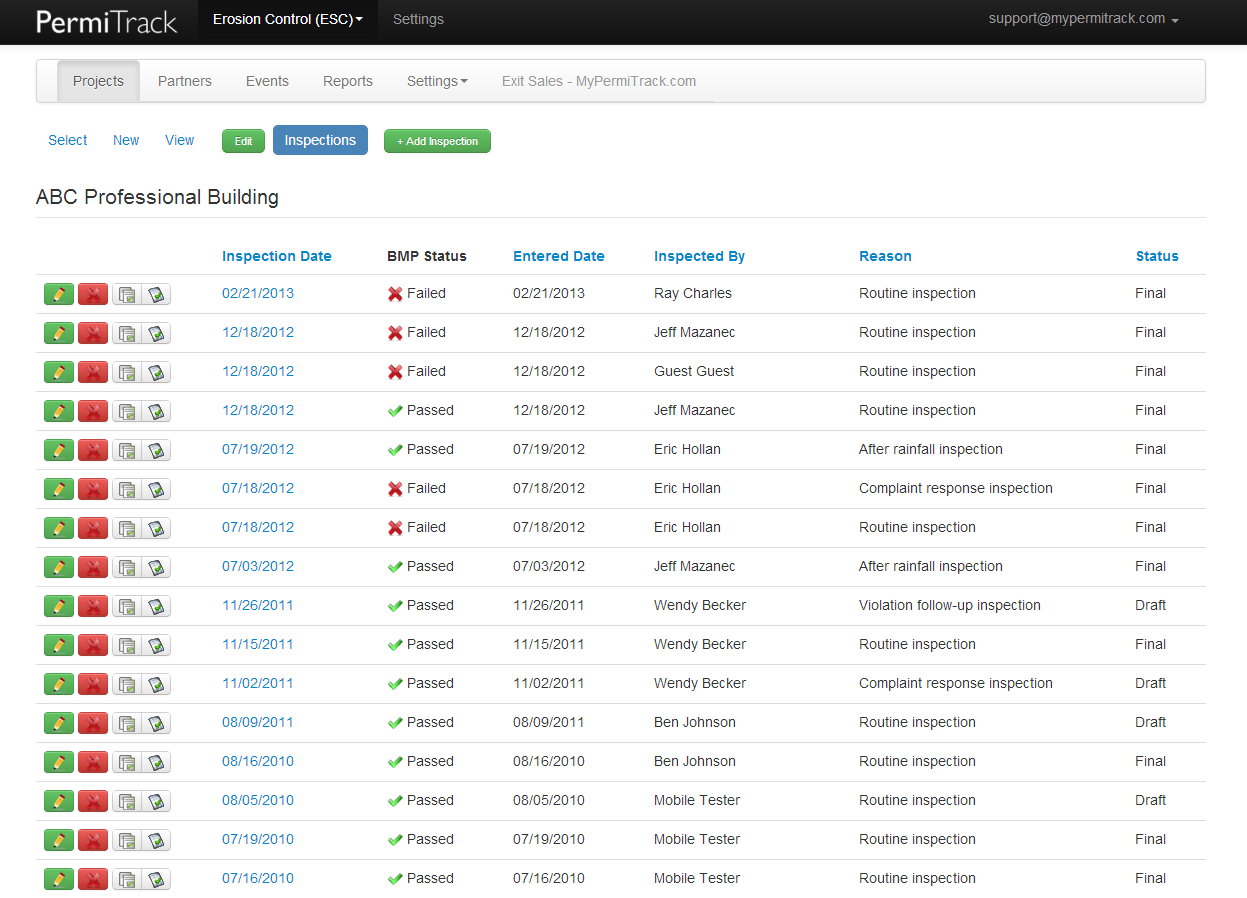 PermiTrack Erosion Control (ESC) Settings support@mypermitrack.com
Projects Partners Events Reports Settings Exit Sales - MyPermiTrack.com
Select New View Edit Inspections + Add Inspection
ABC Professional Building
Inspection Date BMP Status Entered Date Inspected By Reason Status
02/21/2013 Failed 02/21/2013 Ray Charles Routine inspection Final
12/18/2012 Failed 12/18/2012 Jeff Mazanec Routine inspection Final
12/18/2012 Failed 12/18/2012 Guest Guest Routine inspection Final
12/18/2012 Passed 12/18/2012 Jeff Mazanec Routine inspection Final
07/19/2012 Passed 07/19/2012 Eric Hollan After rainfall inspection Final
07/18/2012 Failed 07/18/2012 Eric Hollan Complaint response inspection Final
07/18/2012 Failed 07/18/2012 Eric Hollan Routine inspection Final
07/03/2012 Passed 07/03/2012 Jeff Mazanec After rainfall inspection Final
11/26/2011 Passed 11/26/2011 Wendy Becker Violation follow-up inspection Draft
11/15/2011 Passed 11/15/2011 Wendy Becker Routine inspection Final
11/02/2011 Passed 11/02/2011 Wendy Becker Complaint response inspection Draft
08/09/2011 Passed 08/09/2011 Ben Johnson Routine inspection Draft
08/16/2010 Passed 08/16/2010 Ben Johnson Routine inspection Final
08/05/2010 Passed 08/05/2010 Mobile Tester Routine inspection Draft
07/19/2010 Passed 07/19/2010 Mobile Tester Routine inspection Final
07/16/2010 Passed 07/16/2010 Mobile Tester Routine inspection Final